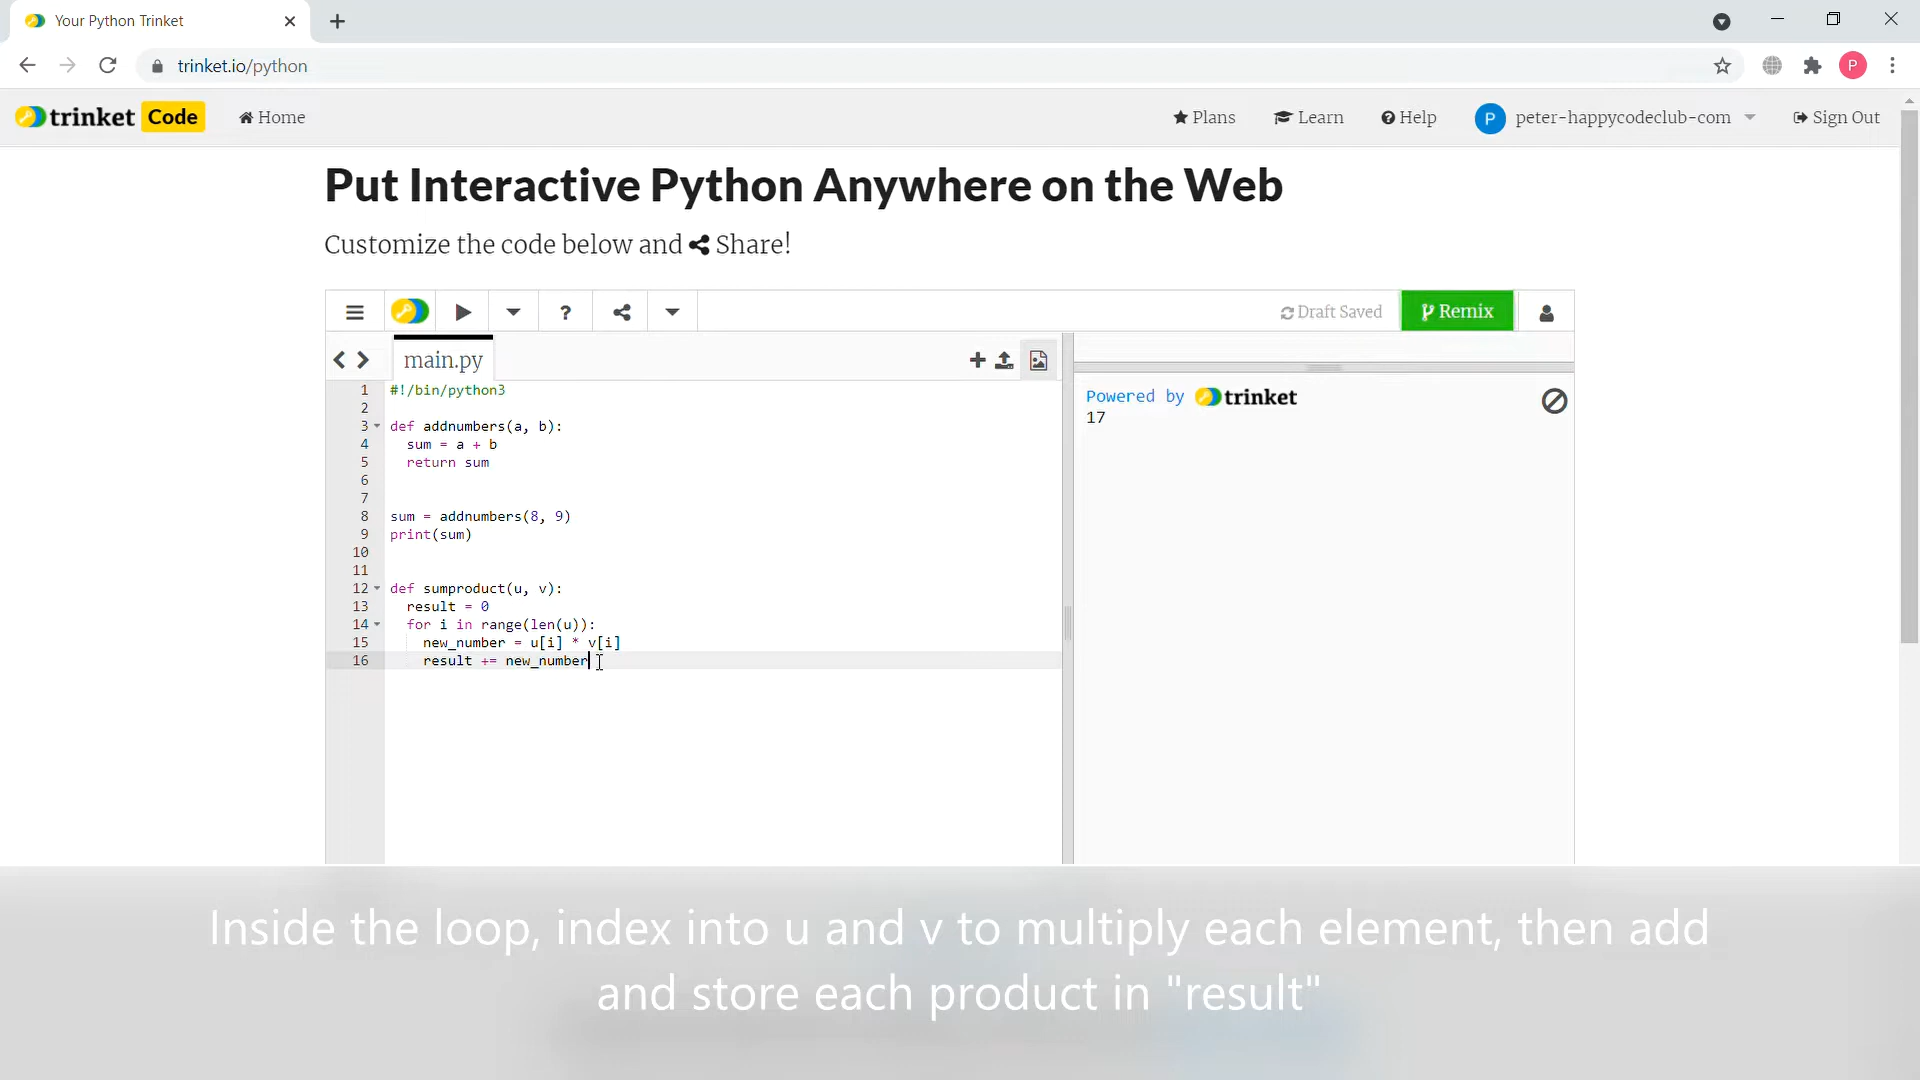 Your Python Trinket
trinket.io/python
P
trinket Code
Home
Plans
Learn
Help
P
peter-happycodeclub-com
Sign Out
Put Interactive Python Anywhere on the Web
Customize the code below and Share!
?
Draft Saved
Remix
main.py
1 #!/bin/python3
2
3 def addnumbers(a, b):
4 sum = a + b
5 return sum
6
7
8 sum = addnumbers(8, 9)
9 print(sum)
10
11
12 def sumproduct(u, v):
13 result = 0
14 for i in range(len(u)):
15 new_number = u[i] * v[i]
16 result += new_number
Powered by trinket
17
Inside the loop, index into u and v to multiply each element, then add
and store each product in "result"